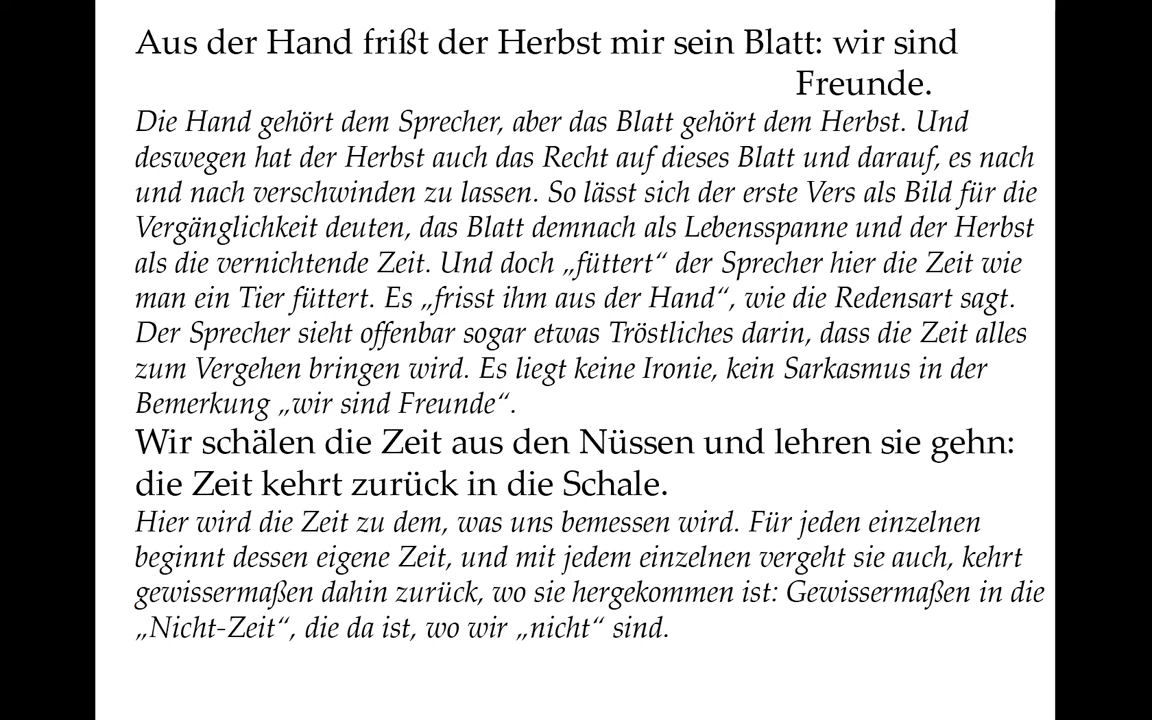 Aus der Hand frißt der Herbst mir sein Blatt: wir sind
Freunde.
Die Hand gehört dem Sprecher, aber das Blatt gehört dem Herbst. Und
deswegen hat der Herbst auch das Recht auf dieses Blatt und darauf, es nach
und nach verschwinden zu lassen. So lässt sich der erste Vers als Bild für die
Vergänglichkeit deuten, das Blatt demnach als Lebensspanne und der Herbst
als die vernichtende Zeit. Und doch „füttert“ der Sprecher hier die Zeit wie
man ein Tier füttert. Es „frisst ihm aus der Hand“, wie die Redensart sagt.
Der Sprecher sieht offenbar sogar etwas Tröstliches darin, dass die Zeit alles
zum Vergehen bringen wird. Es liegt keine Ironie, kein Sarkasmus in der
Bemerkung „wir sind Freunde“.
Wir schälen die Zeit aus den Nüssen und lehren sie gehn:
die Zeit kehrt zurück in die Schale.
Hier wird die Zeit zu dem, was uns bemessen wird. Für jeden einzelnen
beginnt dessen eigene Zeit, und mit jedem einzelnen vergeht sie auch, kehrt
gewissermaßen dahin zurück, wo sie hergekommen ist: Gewissermaßen in die
„Nicht-Zeit“, die da ist, wo wir „nicht“ sind.